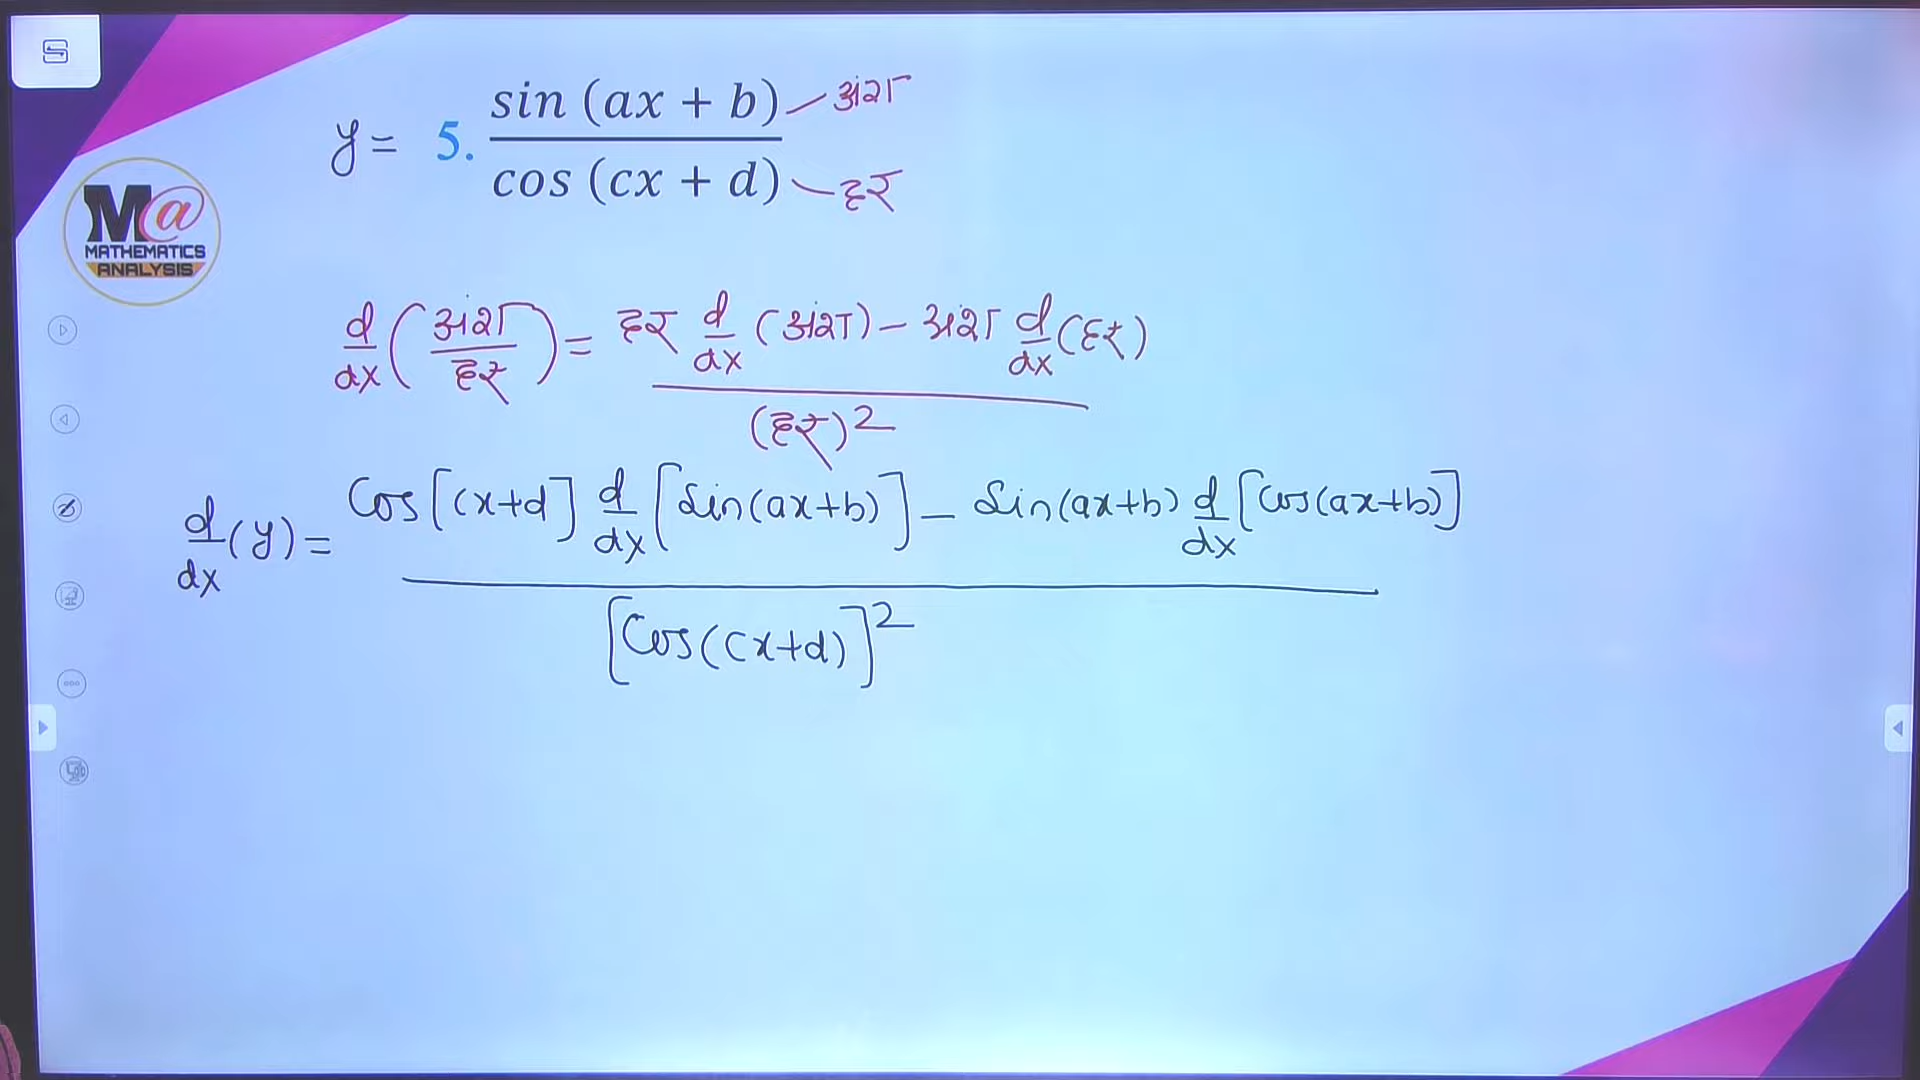 y = 5. sin (ax + b) / cos (cx + d)
अंश
हर
M@
MATHEMATICS
ANALYSIS
d/dx (अंश/हर) = हर d/dx (अंश) - अंश d/dx (हर) / (हर)²
d/dx (y) = Cos[cx+d] d/dx [Sin(ax+b)] - Sin(ax+b) d/dx [Cos(ax+b)] / [Cos(cx+d)]²